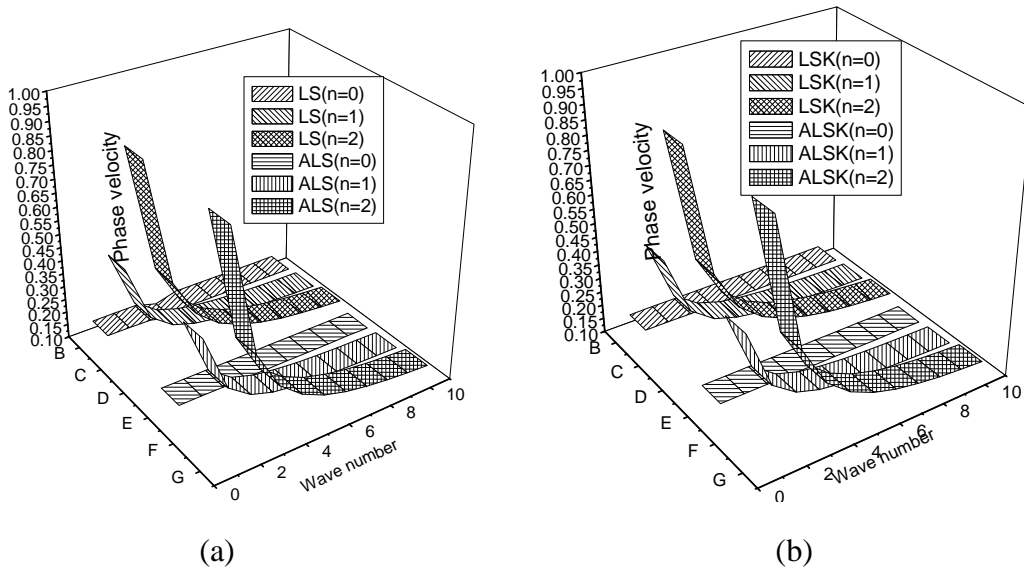 1.00
0.95
0.90
0.85
0.80
0.75
0.70
0.65
0.60
0.55
0.50
0.45
0.40
0.35
0.30
0.25
0.20
0.15
0.10
Phase velocity
LS(n=0)
LS(n=1)
LS(n=2)
ALS(n=0)
ALS(n=1)
ALS(n=2)
B
C
D
E
F
G
0
2
4
6
8
10
Wave number
(a)
1.00
0.95
0.90
0.85
0.80
0.75
0.70
0.65
0.60
0.55
0.50
0.45
0.40
0.35
0.30
0.25
0.20
0.15
0.10
Phase velocity
LSK(n=0)
LSK(n=1)
LSK(n=2)
ALSK(n=0)
ALSK(n=1)
ALSK(n=2)
B
C
D
E
F
G
0
2
4
6
8
10
Wave number
(b)